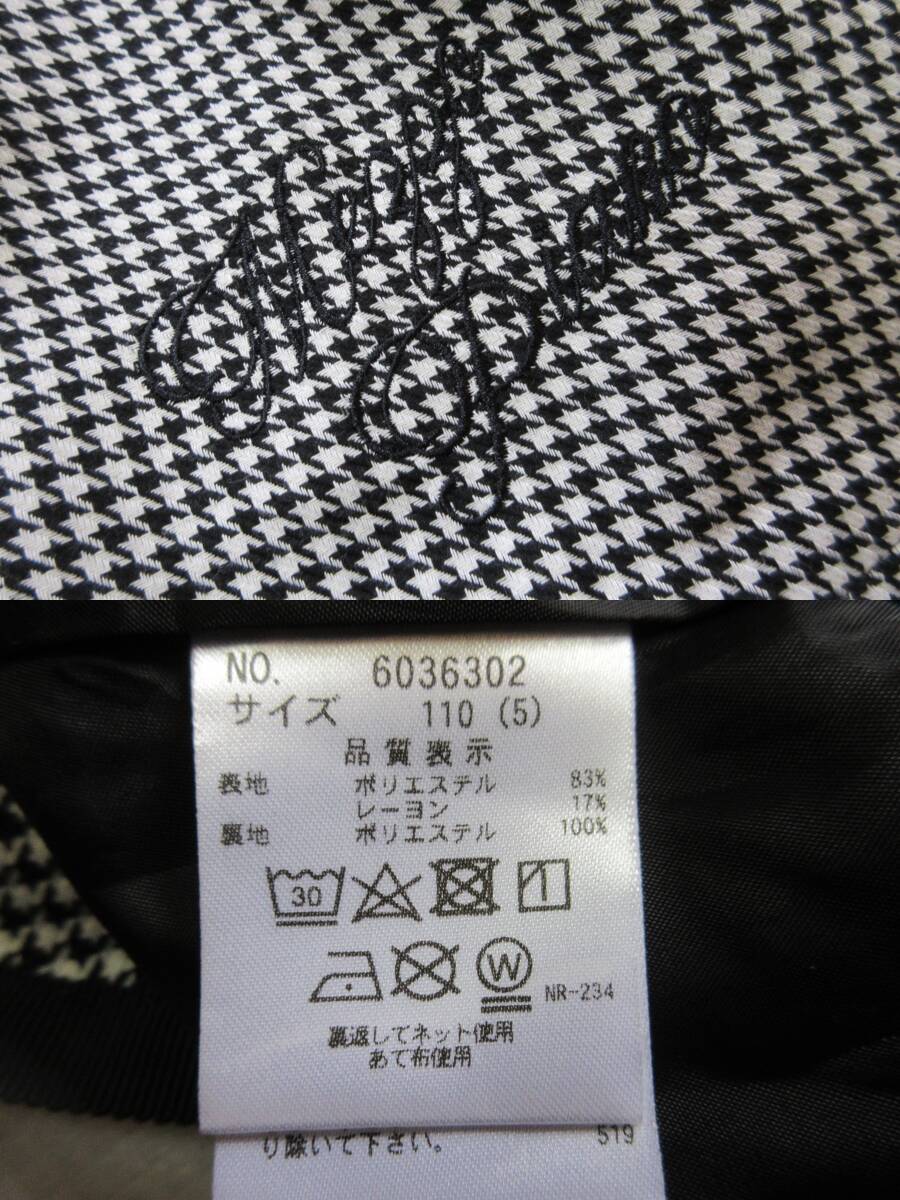 NO. 6036302
サイズ 110 (5)
品質表示
表地 ポリエステル 83%
レーヨン 17%
裏地 ポリエステル 100%
30
W
NR-234
裏返してネット使用
あて布使用
り除いて下さい。 519